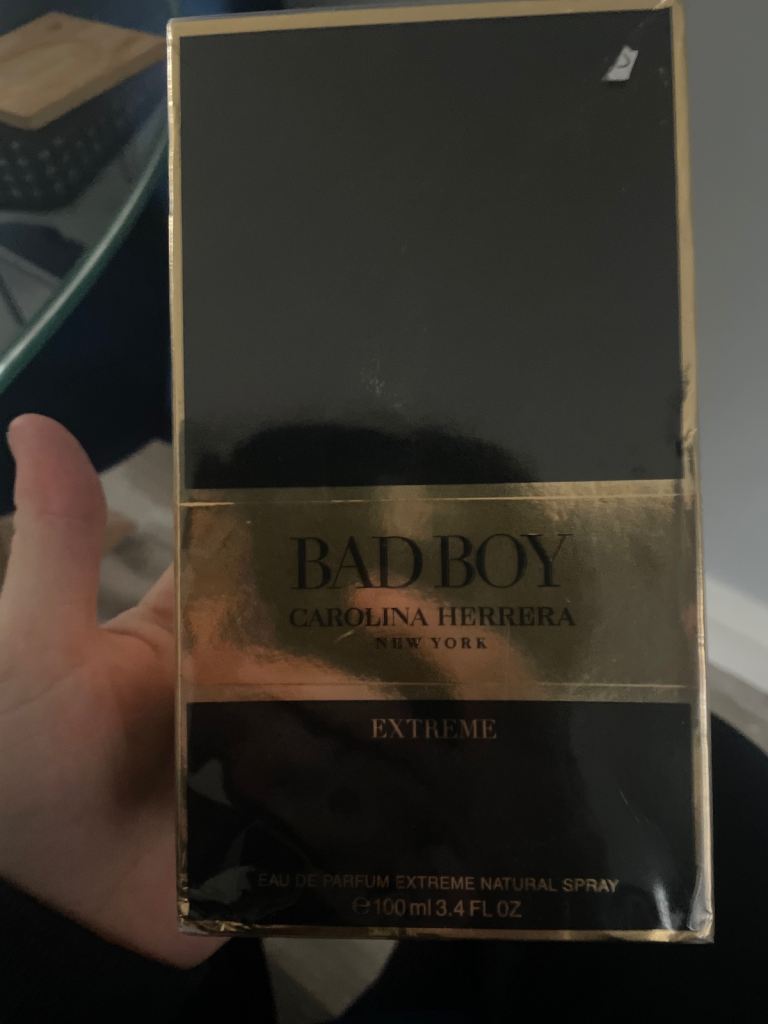 BAD BOY
CAROLINA HERRERA
NEW YORK
EXTREME
EAU DE PARFUM EXTREME NATURAL SPRAY
℮100 ml 3.4 FL OZ